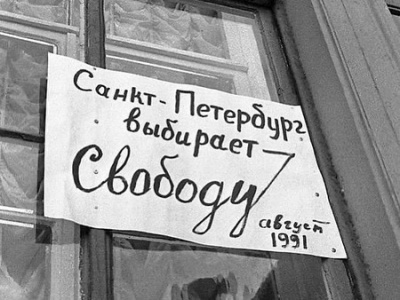 Санкт-Петербург
выбирает
Свободу
август
1991